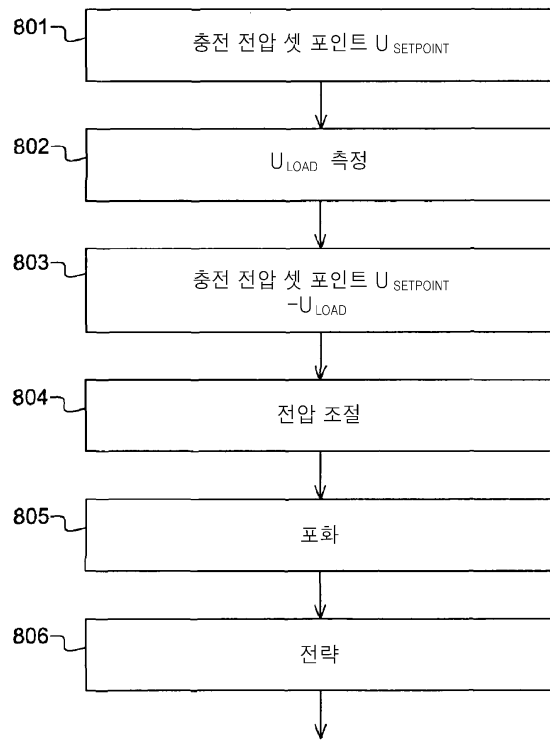 801
충전 전압 셋 포인트 U SETPOINT
802
U LOAD 측정
803
충전 전압 셋 포인트 U SETPOINT
-U LOAD
804
전압 조절
805
포화
806
전략